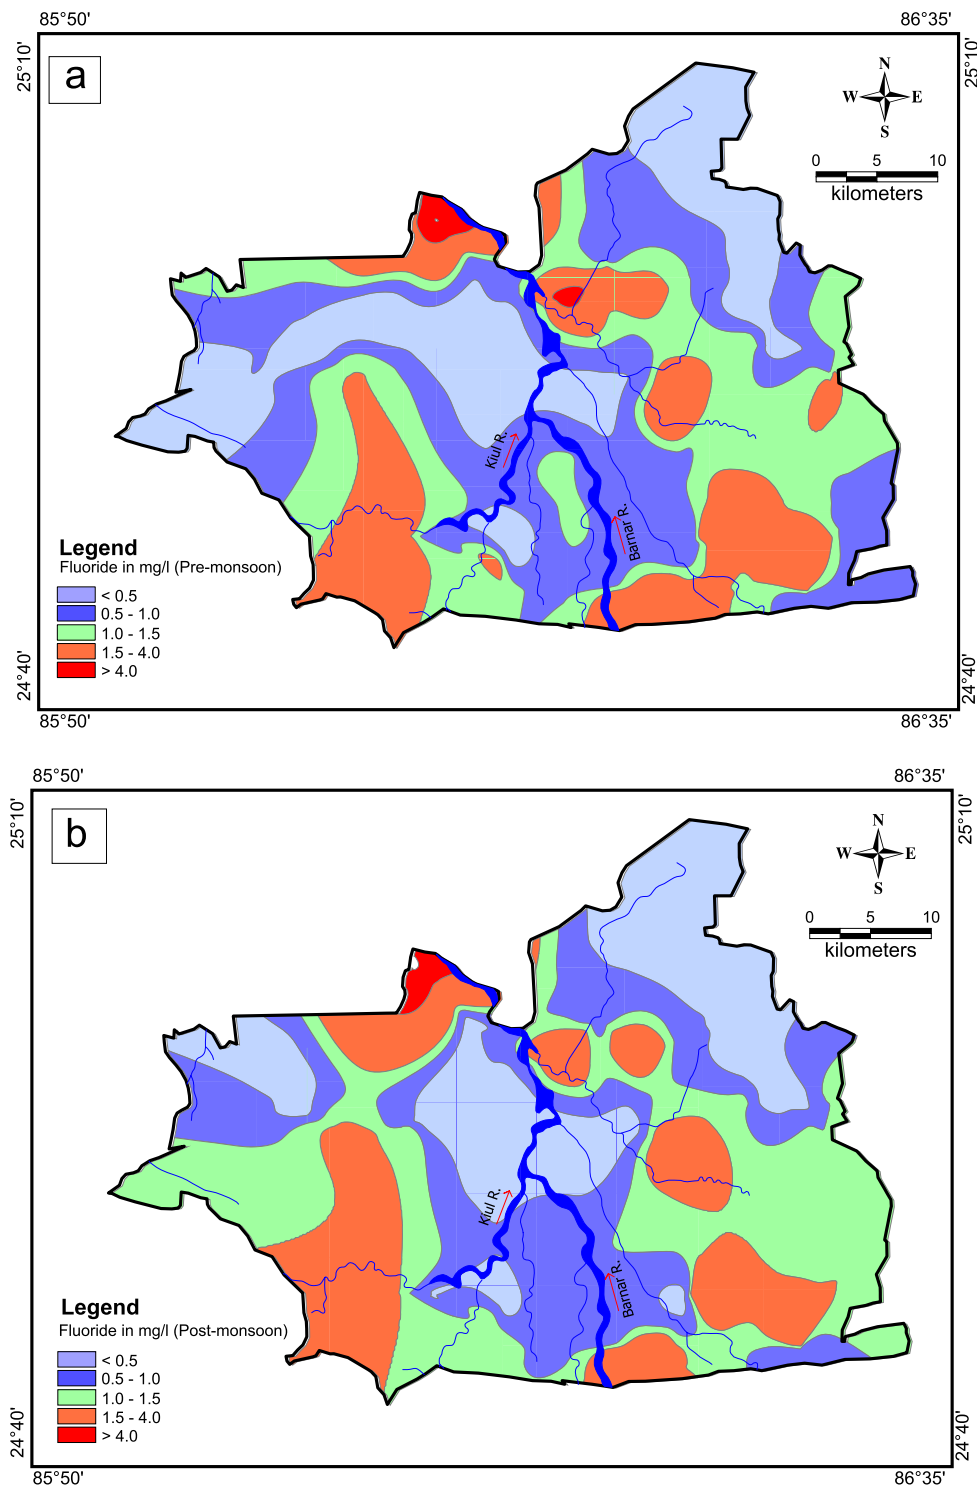 85°50'
86°35'
25°10'
25°10'
a
N
W E
S
0 5 10
kilometers
Kiul R.
Barnar R.
Legend
Fluoride in mg/l (Pre-monsoon)
< 0.5
0.5 - 1.0
1.0 - 1.5
1.5 - 4.0
> 4.0
24°40'
24°40'
85°50'
86°35'
85°50'
86°35'
25°10'
25°10'
b
N
W E
S
0 5 10
kilometers
Kiul R.
Barnar R.
Legend
Fluoride in mg/l (Post-monsoon)
< 0.5
0.5 - 1.0
1.0 - 1.5
1.5 - 4.0
> 4.0
24°40'
24°40'
85°50'
86°35'